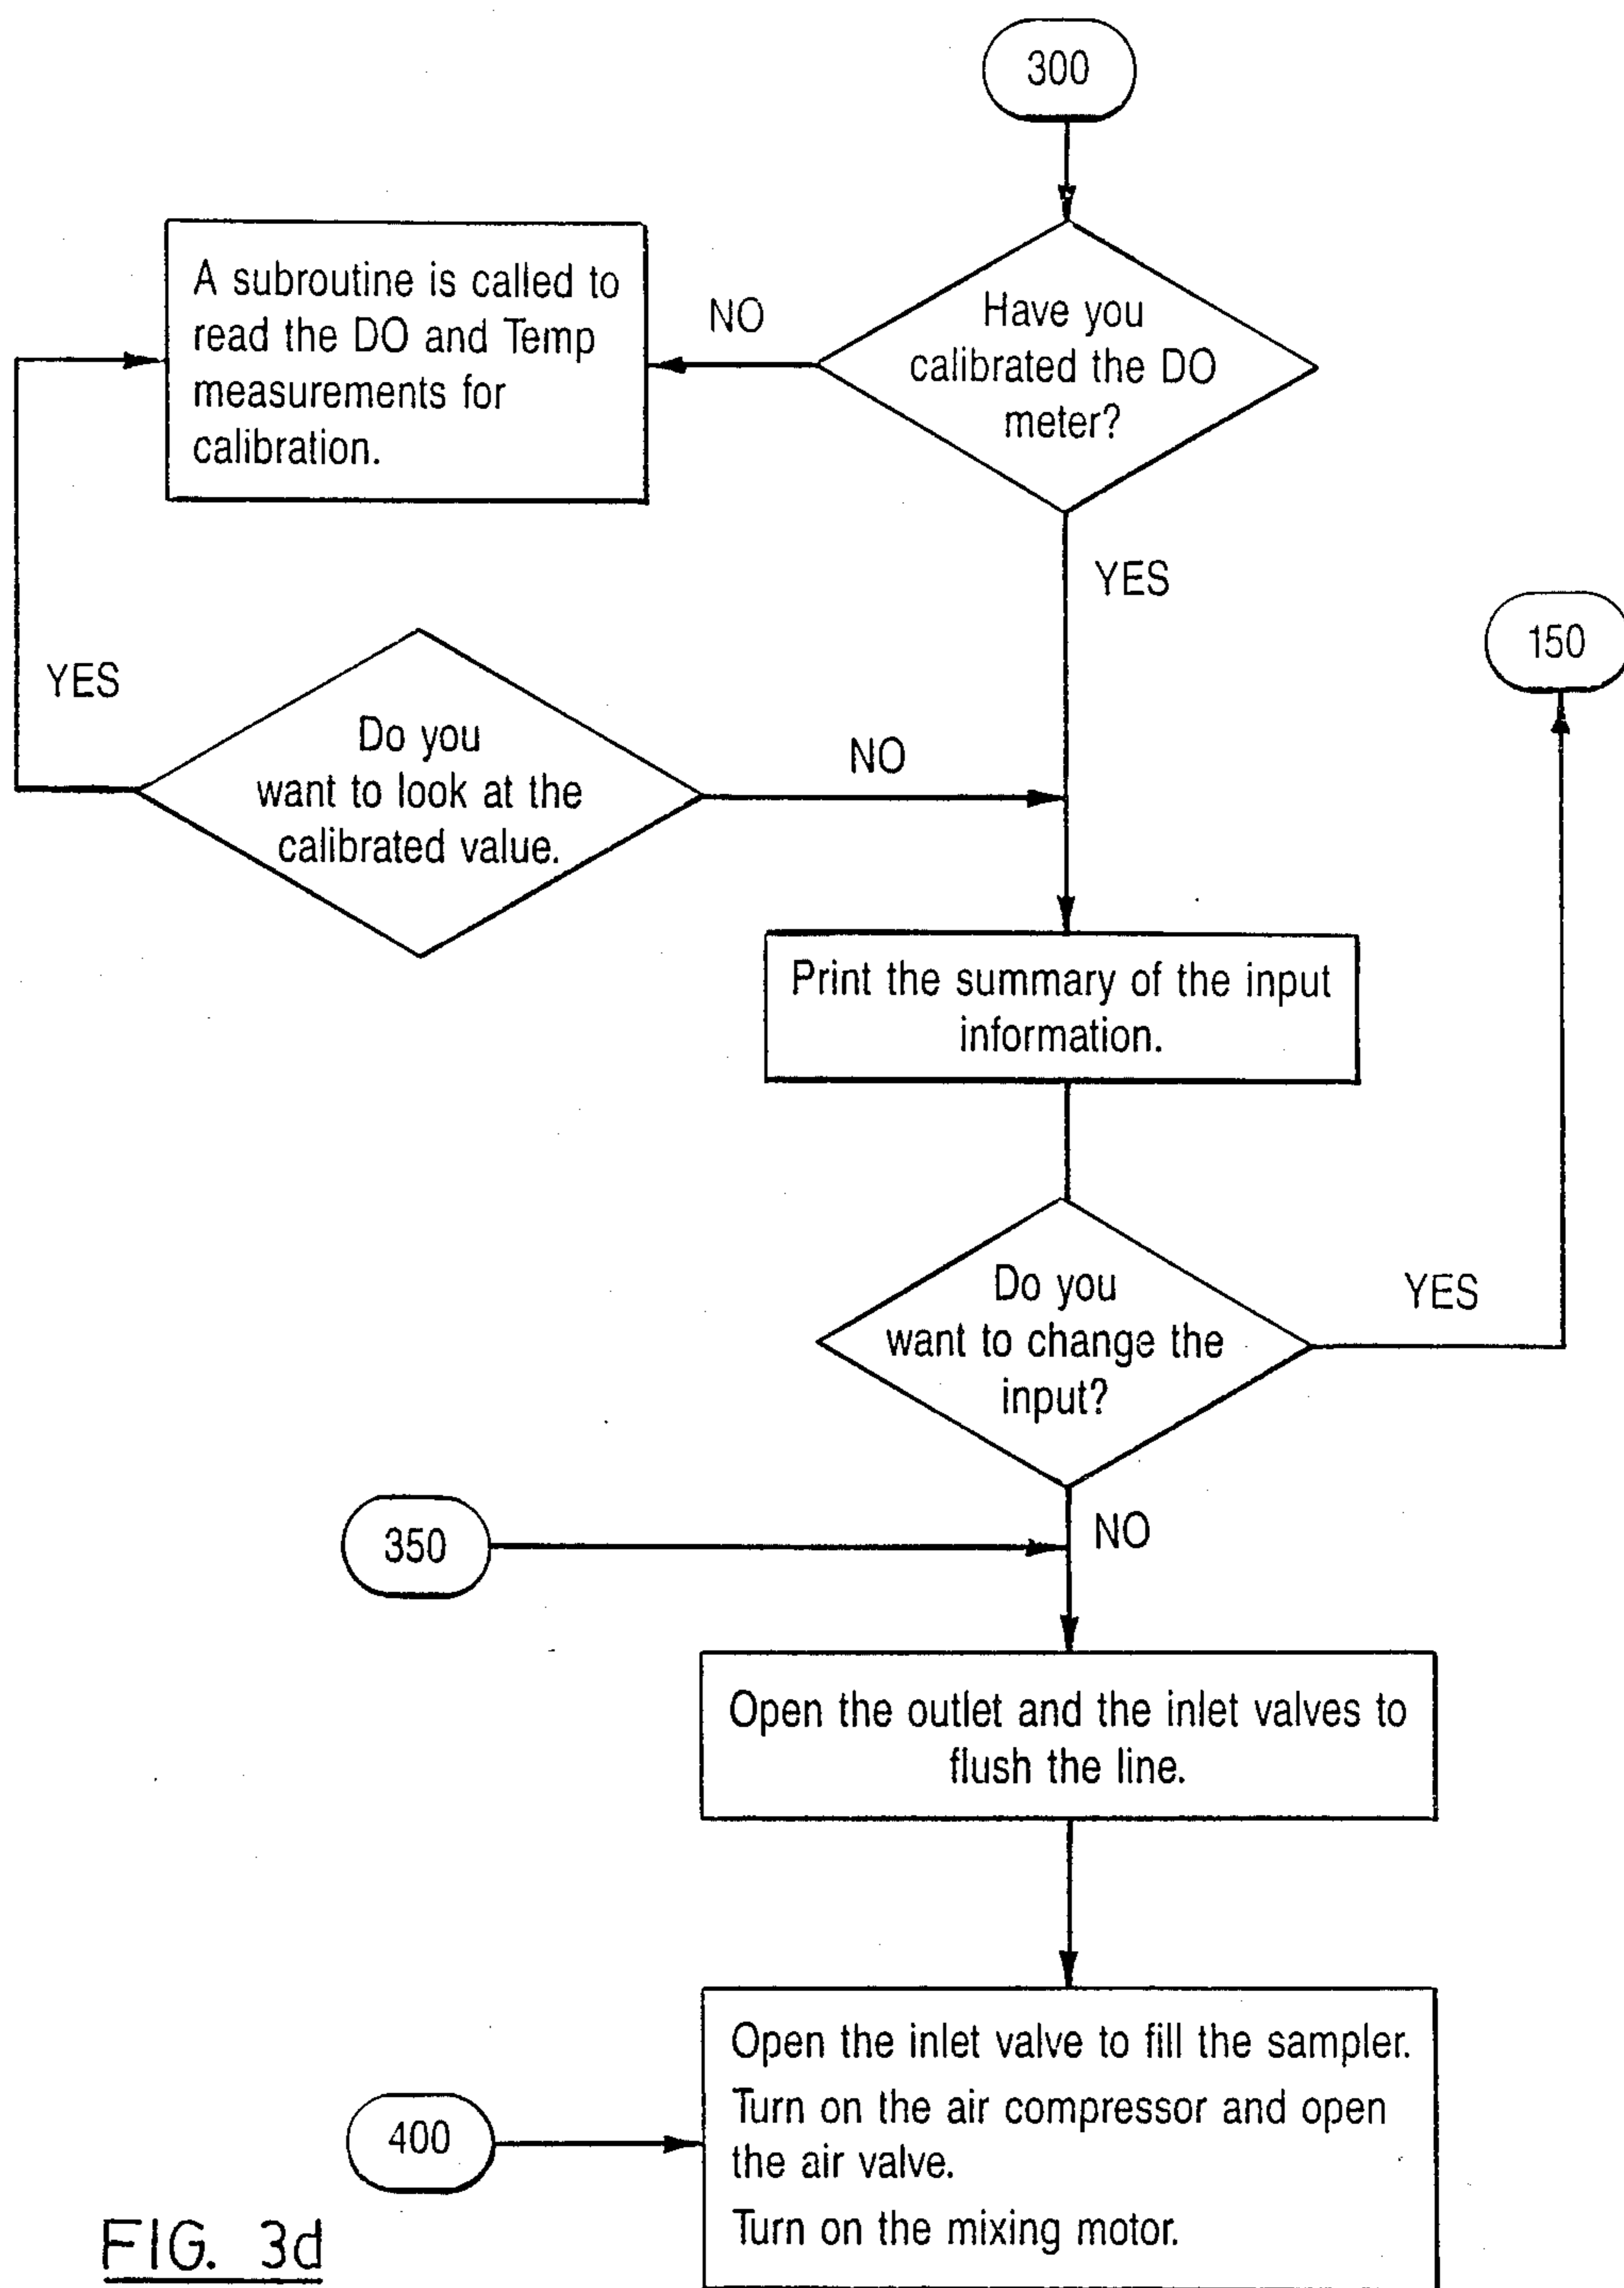 300
A subroutine is called to
read the DO and Temp
measurements for
calibration.
NO
Have you
calibrated the DO
meter?
YES
150
YES
Do you
want to look at the
calibrated value.
NO
Print the summary of the input
information.
Do you
want to change the
input?
YES
350
NO
Open the outlet and the inlet valves to
flush the line.
Open the inlet valve to fill the sampler.
Turn on the air compressor and open
the air valve.
Turn on the mixing motor.
400
FIG. 3d